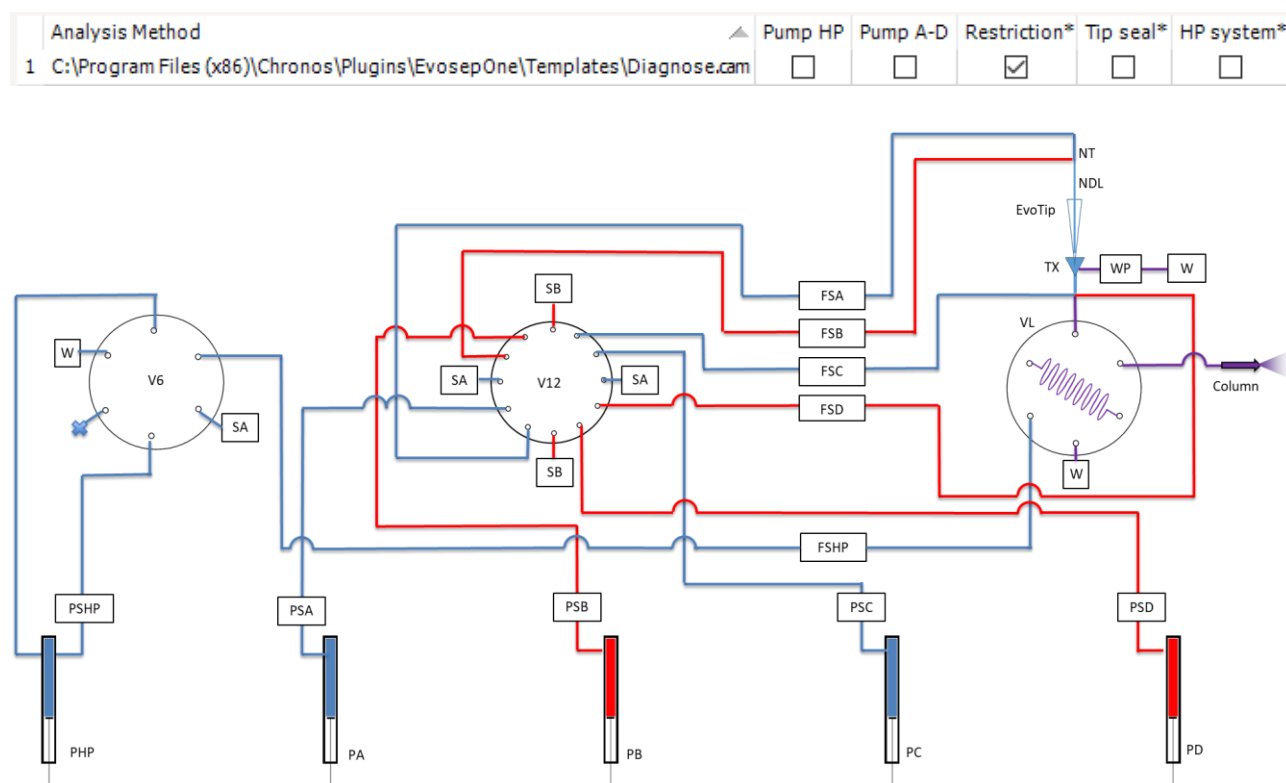 Analysis Method Pump HP Pump A-D Restriction* Tip seal* HP system*
1 C:\Program Files (x86)\Chronos\Plugins\EvosepOne\Templates\Diagnose.cam
NT
NDL
EvoTip
TX WP W
SB FSA
FSB VL
W V6 SA V12 SA FSC Column
FSD
SA
SB W
FSHP
PSHP PSA PSB PSC PSD
PHP PA PB PC PD